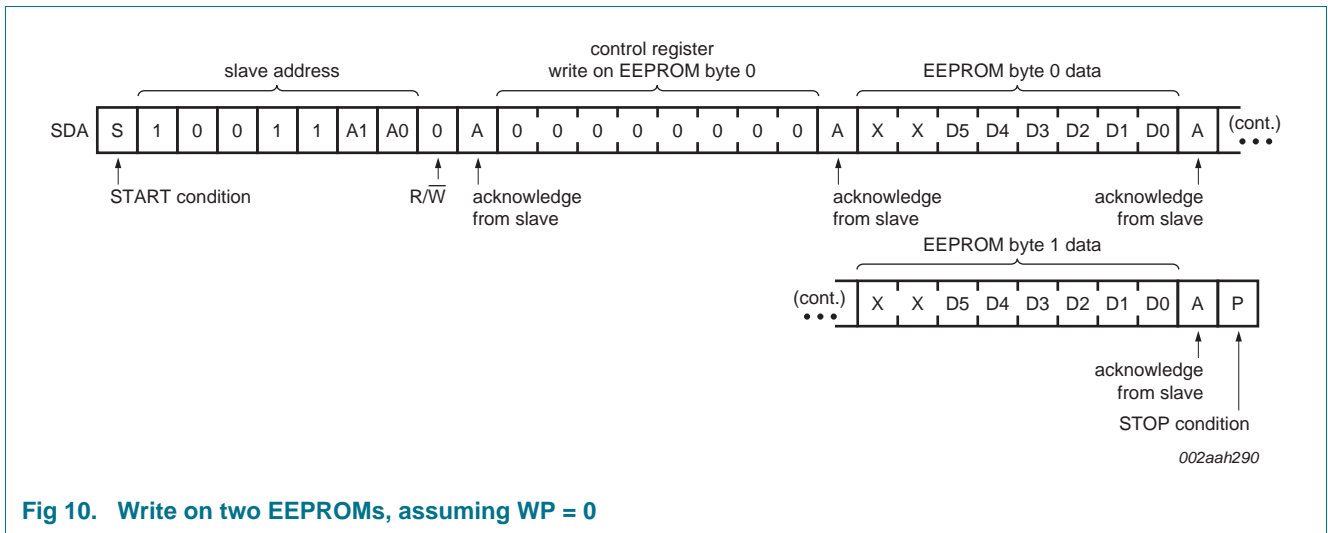 control register
slave address
write on EEPROM byte 0
EEPROM byte 0 data
SDA S 1 0 0 1 1 A1 A0 0 A 0 0 0 0 0 0 0 0 A X X D5 D4 D3 D2 D1 D0 A (cont.)
START condition
R/W̅
acknowledge
from slave
acknowledge
from slave
acknowledge
from slave
EEPROM byte 1 data
(cont.) X X D5 D4 D3 D2 D1 D0 A P
acknowledge
from slave
STOP condition
002aah290
Fig 10. Write on two EEPROMs, assuming WP = 0